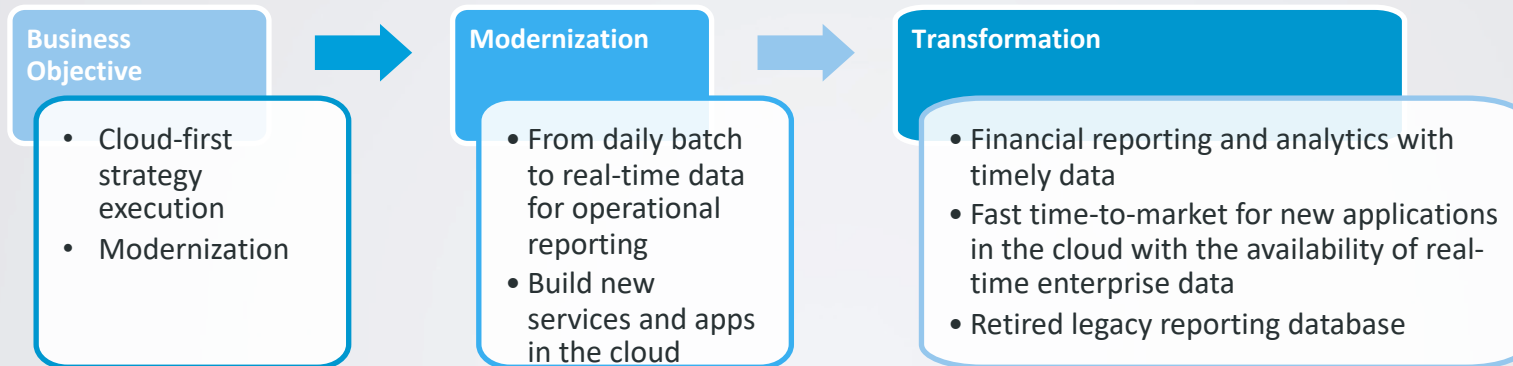 Business
Objective
• Cloud-first
strategy
execution
• Modernization
Modernization
• From daily batch
to real-time data
for operational
reporting
• Build new
services and apps
in the cloud
Transformation
• Financial reporting and analytics with
timely data
• Fast time-to-market for new applications
in the cloud with the availability of real-
time enterprise data
• Retired legacy reporting database